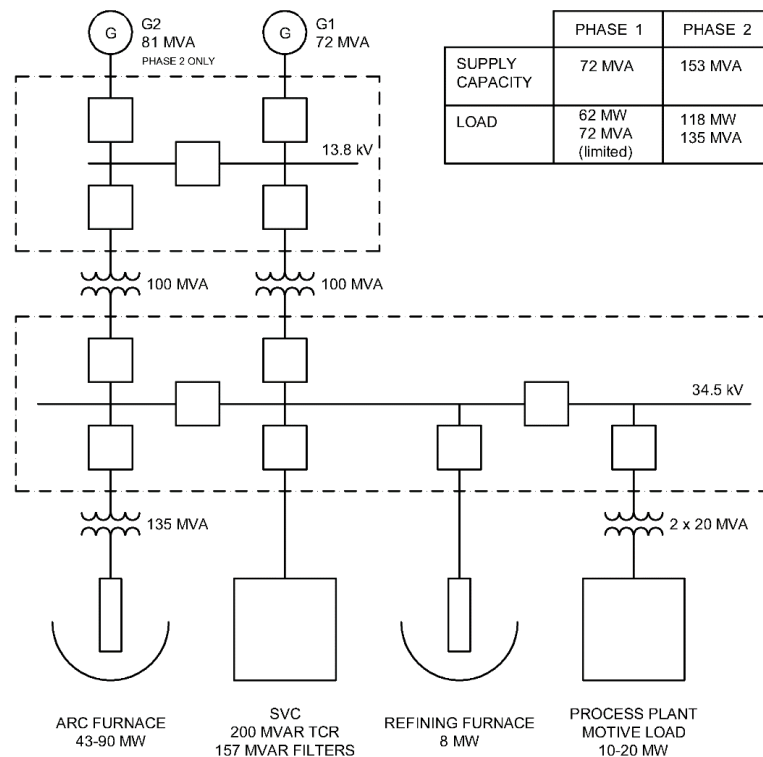 G
G2
81 MVA
PHASE 2 ONLY
G
G1
72 MVA
PHASE 1
PHASE 2
SUPPLY
CAPACITY
72 MVA
153 MVA
LOAD
62 MW
72 MVA
(limited)
118 MW
135 MVA
13.8 kV
100 MVA
100 MVA
34.5 kV
135 MVA
2 x 20 MVA
ARC FURNACE
43-90 MW
SVC
200 MVAR TCR
157 MVAR FILTERS
REFINING FURNACE
8 MW
PROCESS PLANT
MOTIVE LOAD
10-20 MW